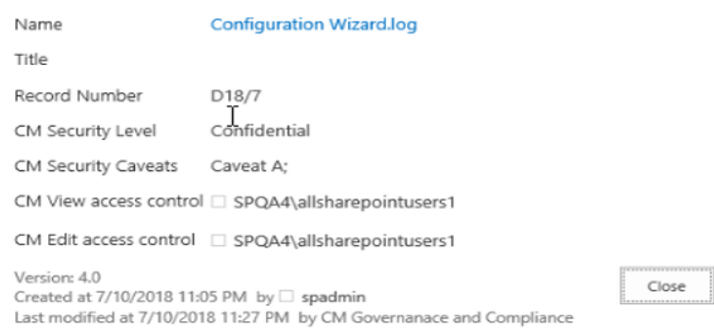 Name Configuration Wizard.log
Title
Record Number D18/7
CM Security Level Confidential
CM Security Caveats Caveat A;
CM View access control SPQA4\allsharepointusers1
CM Edit access control SPQA4\allsharepointusers1
Version: 4.0
Created at 7/10/2018 11:05 PM by spadmin
Close
Last modified at 7/10/2018 11:27 PM by CM Governanace and Compliance